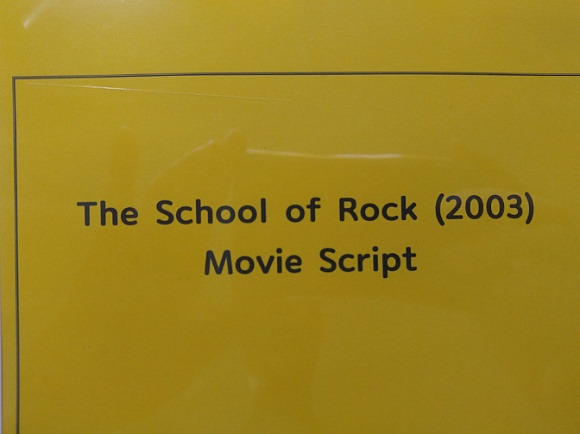 The School of Rock (2003)
Movie Script